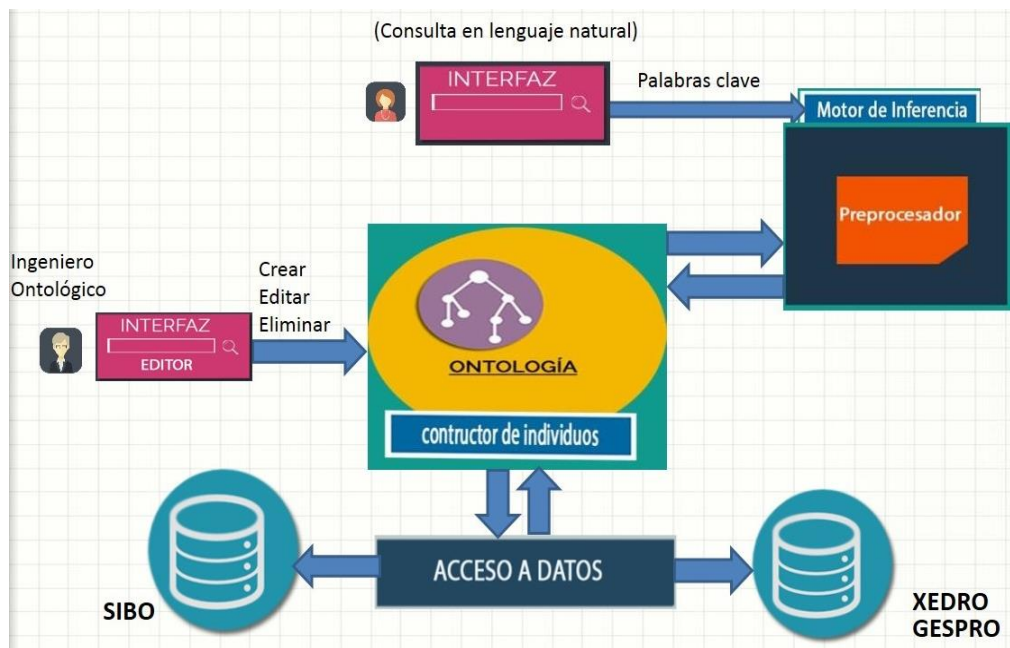 (Consulta en lenguaje natural)
INTERFAZ
Palabras clave
Motor de Inferencia
Preprocesador
Ingeniero
Ontológico
Crear
Editar
Eliminar
INTERFAZ
EDITOR
ONTOLOGÍA
contructor de individuos
ACCESO A DATOS
SIBO
XEDRO
GESPRO